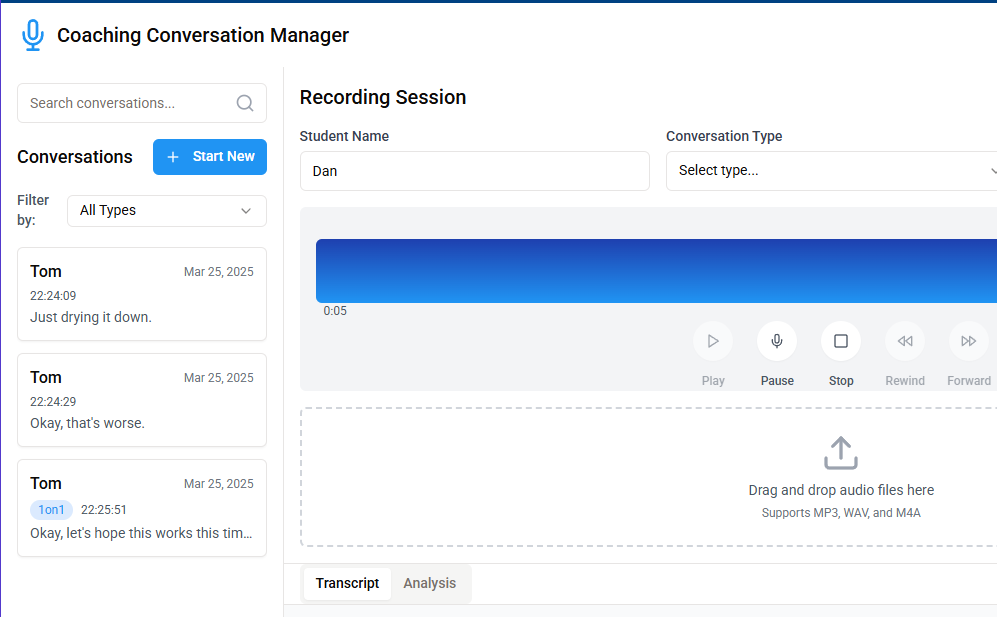 Coaching Conversation Manager
Search conversations...
Conversations
Start New
Filter
by:
All Types
Tom
Mar 25, 2025
22:24:09
Just drying it down.
Tom
Mar 25, 2025
22:24:29
Okay, that's worse.
Tom
Mar 25, 2025
1on1
22:25:51
Okay, let's hope this works this tim...
Recording Session
Student Name
Conversation Type
Dan
Select type...
0:05
Play
Pause
Stop
Rewind
Forward
Drag and drop audio files here
Supports MP3, WAV, and M4A
Transcript
Analysis